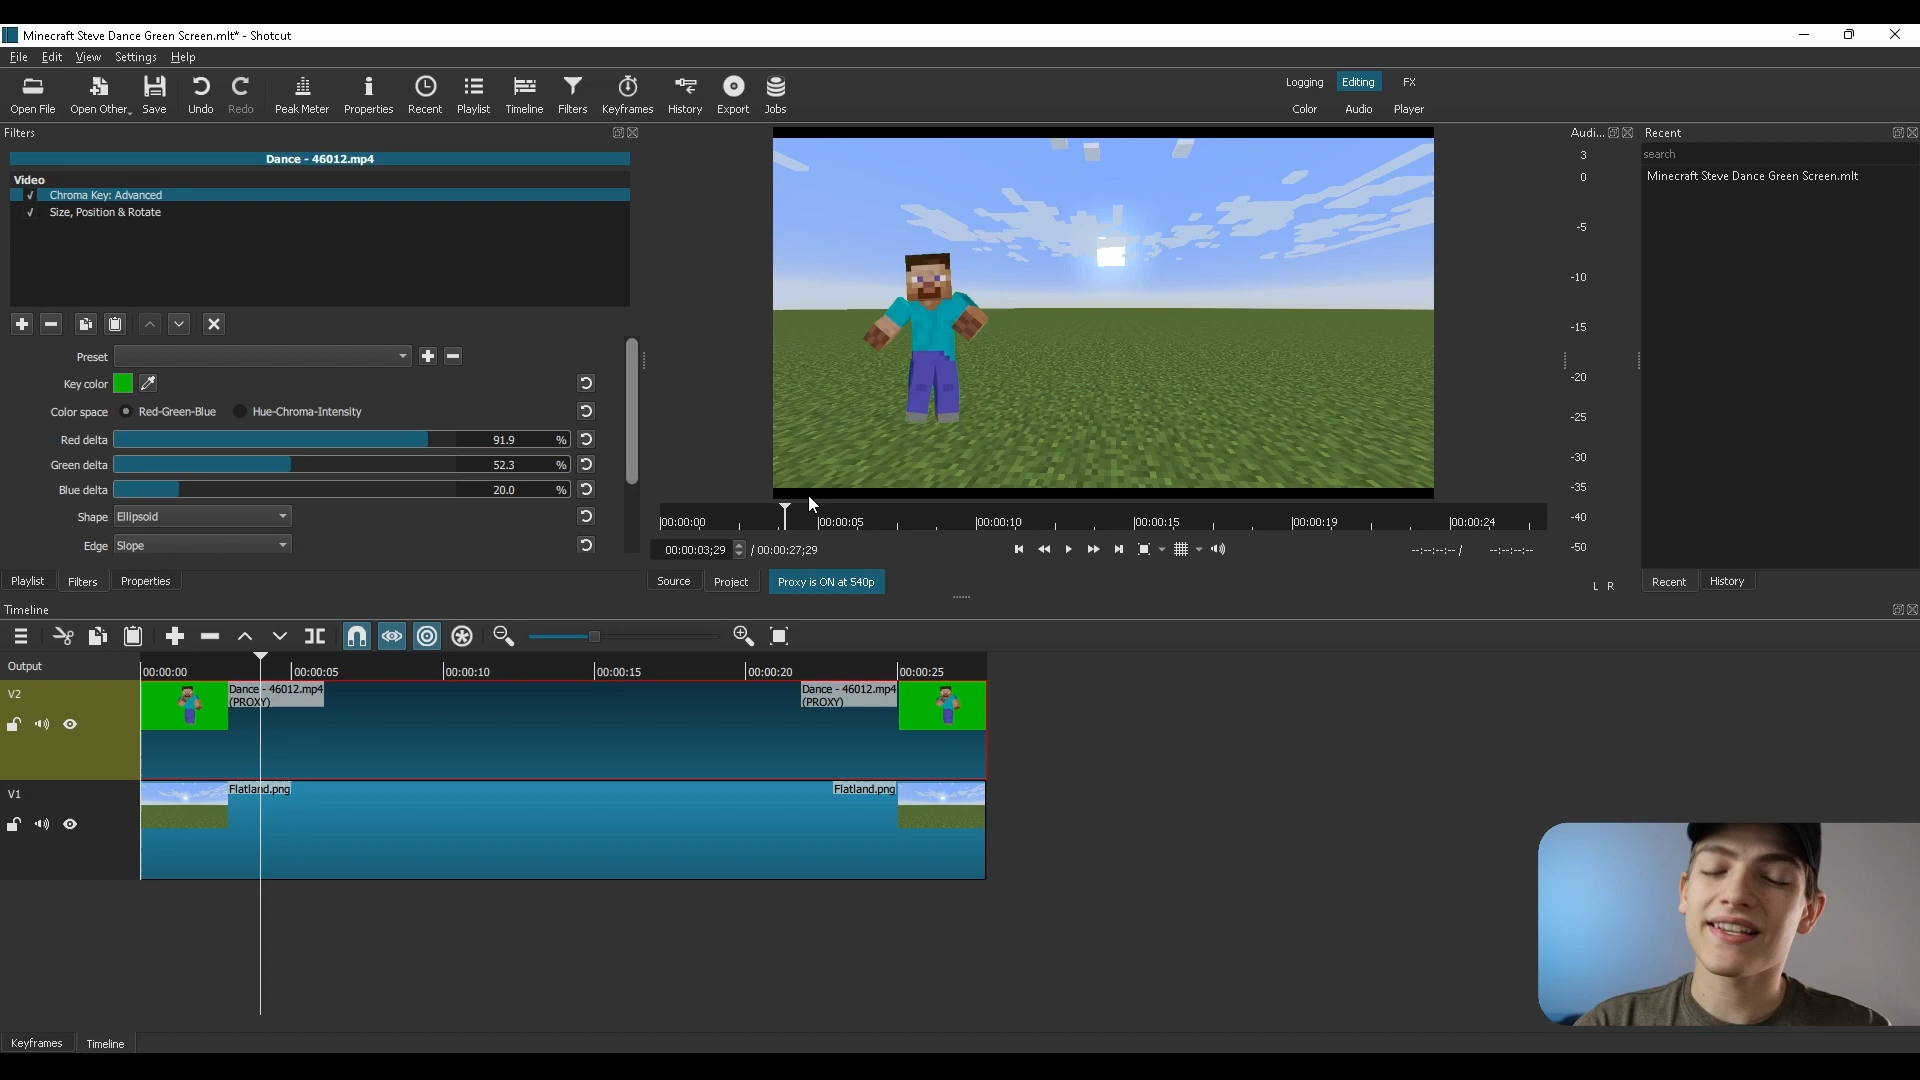 Minecraft Steve Dance Green Screen.mlt* - Shotcut
File Edit View Settings Help
Open File Open Other... Save Undo Redo Peak Meter Properties Recent Playlist Timeline Filters Keyframes History Export Jobs
Logging Editing FX
Color Audio Player
Filters
Dance - 46012.mp4
Video
Chroma Key: Advanced
Size, Position & Rotate
Preset
Key color
Color space Red-Green-Blue Hue-Chroma-Intensity
Red delta 91.9 %
Green delta 52.3 %
Blue delta 20.0 %
Shape Ellipsoid
Edge Slope
Playlist Filters Properties
00:00:00 00:00:05 00:00:10 00:00:15 00:00:19 00:00:24
00:00:03;29 / 00:00:27;29
--:--:--:-- / --:--:--:--
Source Project Proxy is ON at 540p
Audi...
3
0
-5
-10
-15
-20
-25
-30
-35
-40
-50
L R
Recent
search
Minecraft Steve Dance Green Screen.mlt
Recent History
Timeline
Output
00:00:00 00:00:05 00:00:10 00:00:15 00:00:20 00:00:25
V2
Dance - 46012.mp4
(PROXY)
Dance - 46012.mp4
(PROXY)
V1
Flatland.png
Flatland.png
Keyframes Timeline